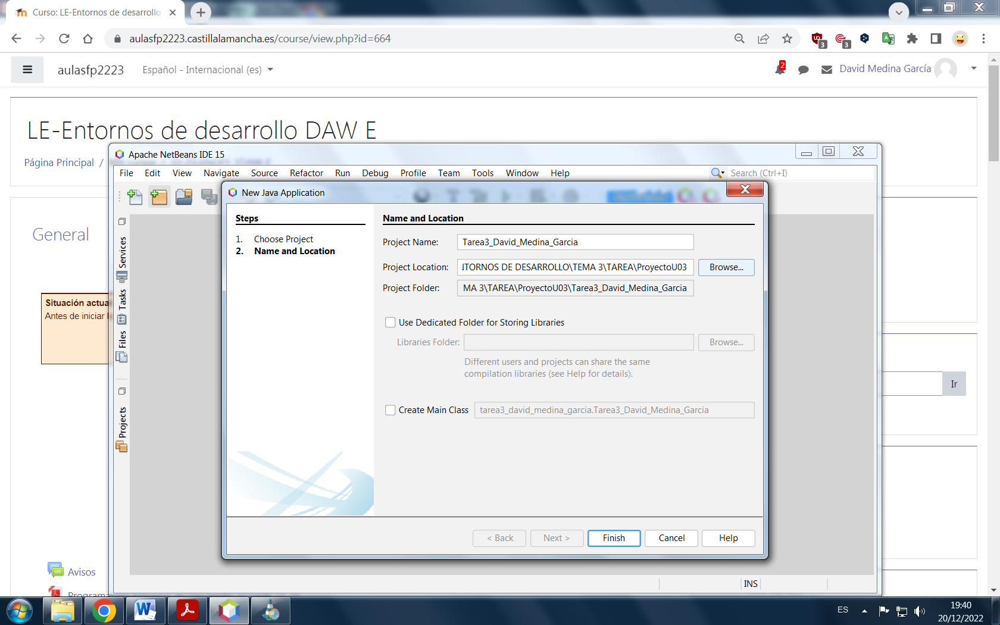 Curso: LE-Entornos de desarrollo
aulasfp2223.castillalamancha.es/course/view.php?id=664
3
3
aulasfp2223
Español - Internacional (es)
2
David Medina García
LE-Entornos de desarrollo DAW E
Página Principal /
Apache NetBeans IDE 15
File Edit View Navigate Source Refactor Run Debug Profile Team Tools Window Help
Search (Ctrl+I)
New Java Application
Steps
1. Choose Project
2. Name and Location
Name and Location
Project Name: Tarea3_David_Medina_Garcia
Project Location: ITORNOS DE DESARROLLO\TEMA 3\TAREA\ProyectoU03 Browse...
Project Folder: MA 3\TAREA\ProyectoU03\Tarea3_David_Medina_Garcia
Use Dedicated Folder for Storing Libraries
Libraries Folder: Browse...
Different users and projects can share the same
compilation libraries (see Help for details).
Create Main Class tarea3_david_medina_garcia.Tarea3_David_Medina_Garcia
< Back Next > Finish Cancel Help
Services
Tasks
Files
Projects
INS
General
Situación actua
Antes de iniciar l
Ir
Avisos
Programa
ES
19:40
20/12/2022